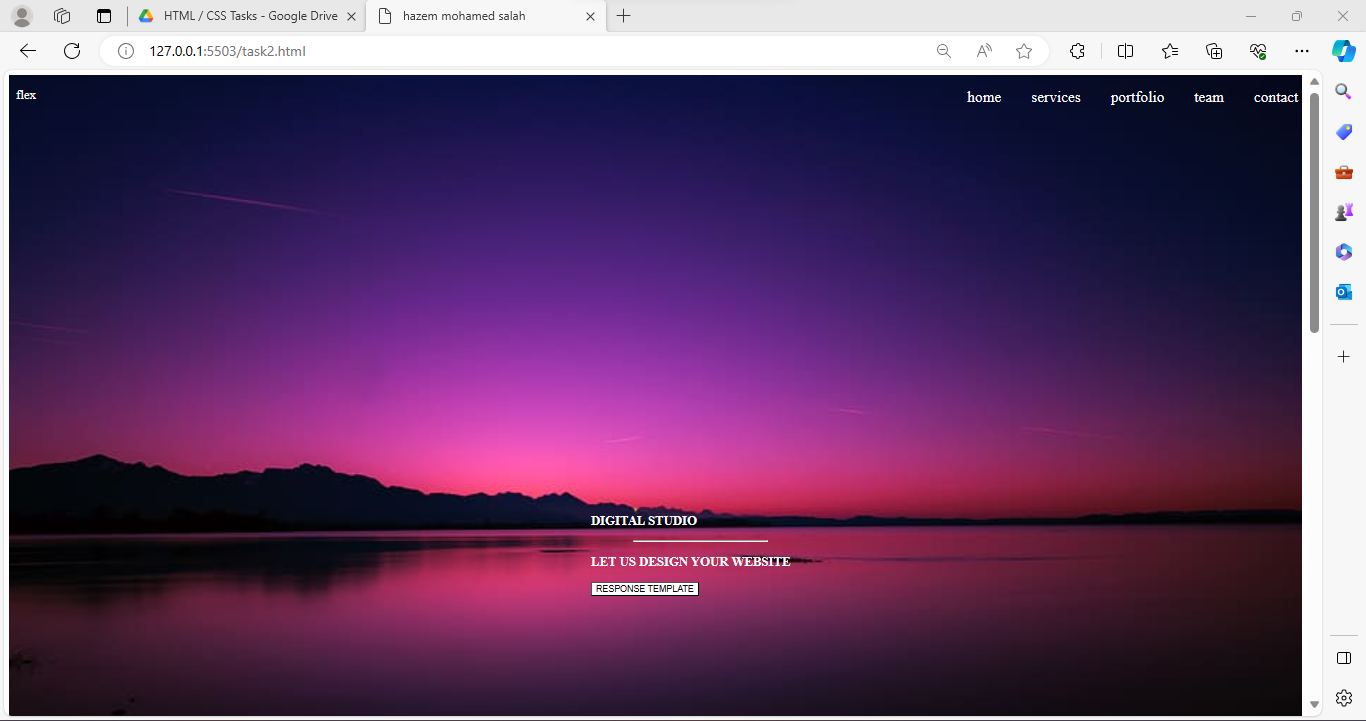 HTML / CSS Tasks - Google Drive
hazem mohamed salah
127.0.0.1:5503/task2.html
flex
home services portfolio team contact
DIGITAL STUDIO
LET US DESIGN YOUR WEBSITE
RESPONSE TEMPLATE